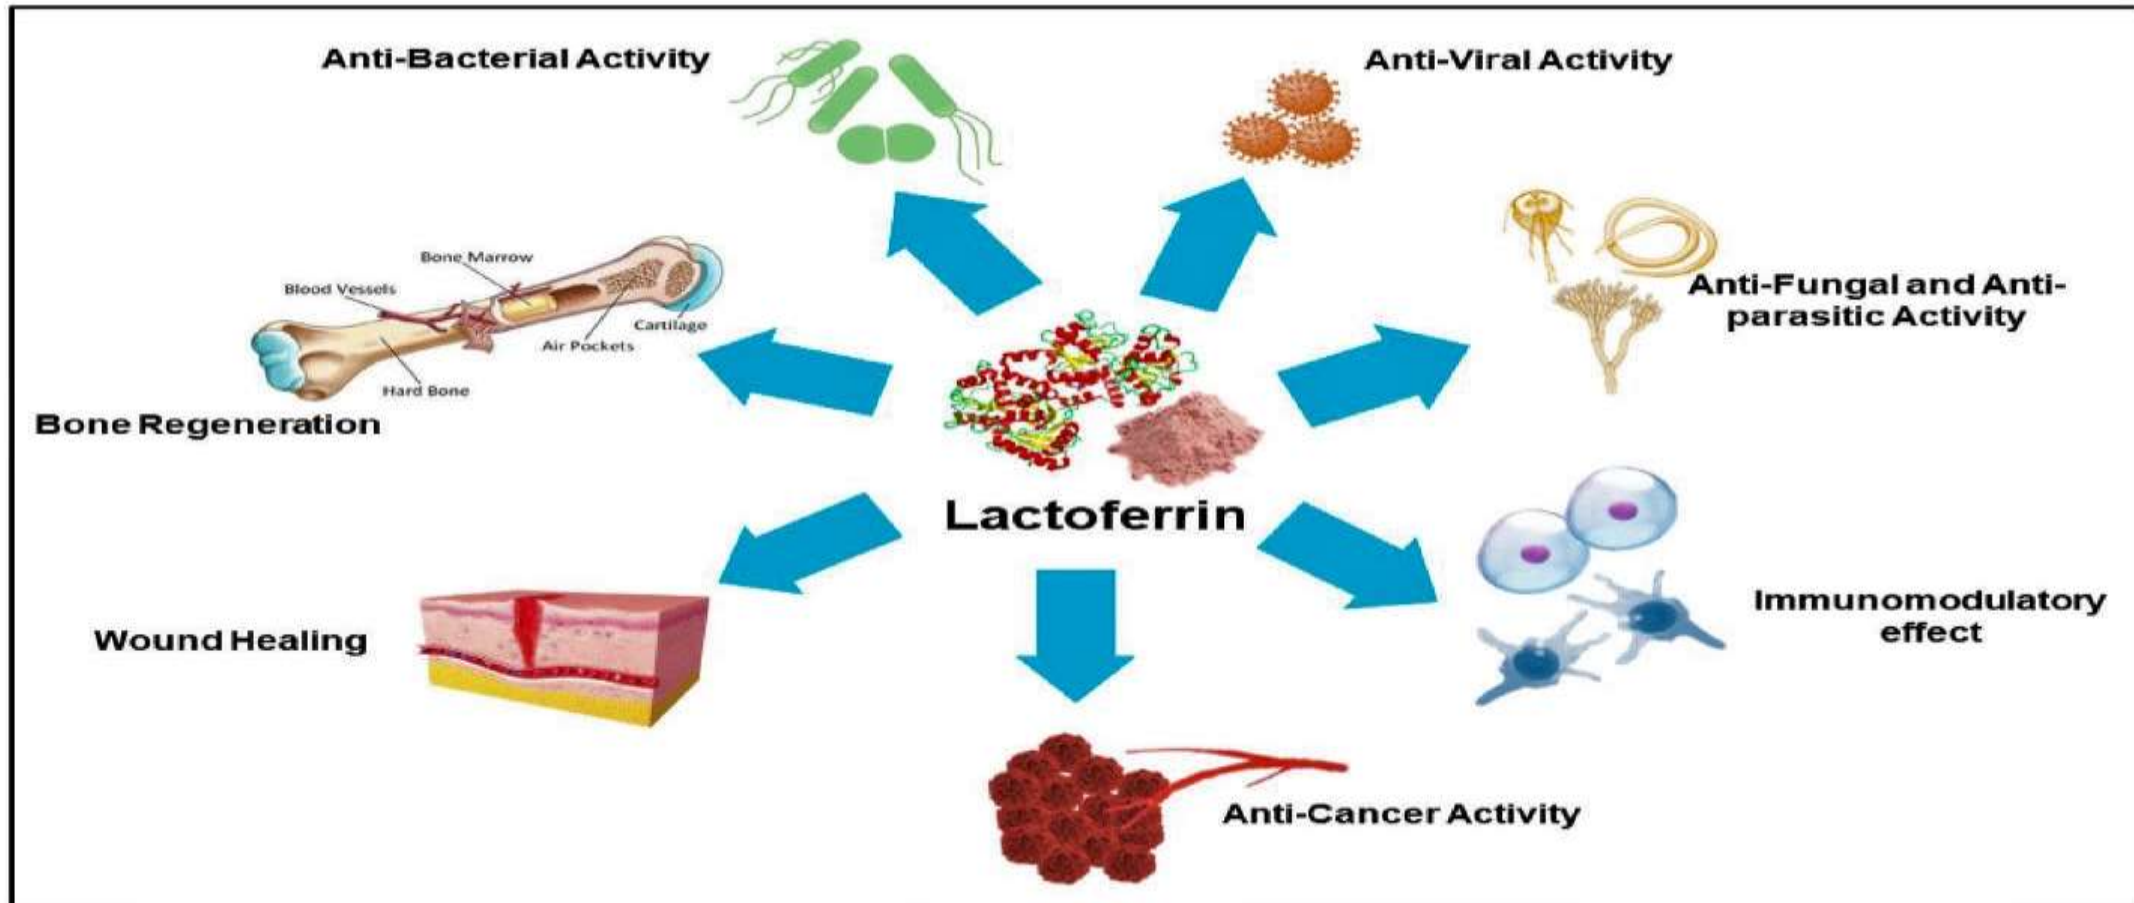 Anti-Bacterial Activity
Anti-Viral Activity
Anti-Fungal and Anti-
parasitic Activity
Bone Marrow
Blood Vessels
Cartilage
Air Pockets
Hard Bone
Bone Regeneration
Lactoferrin
Immunomodulatory
effect
Wound Healing
Anti-Cancer Activity